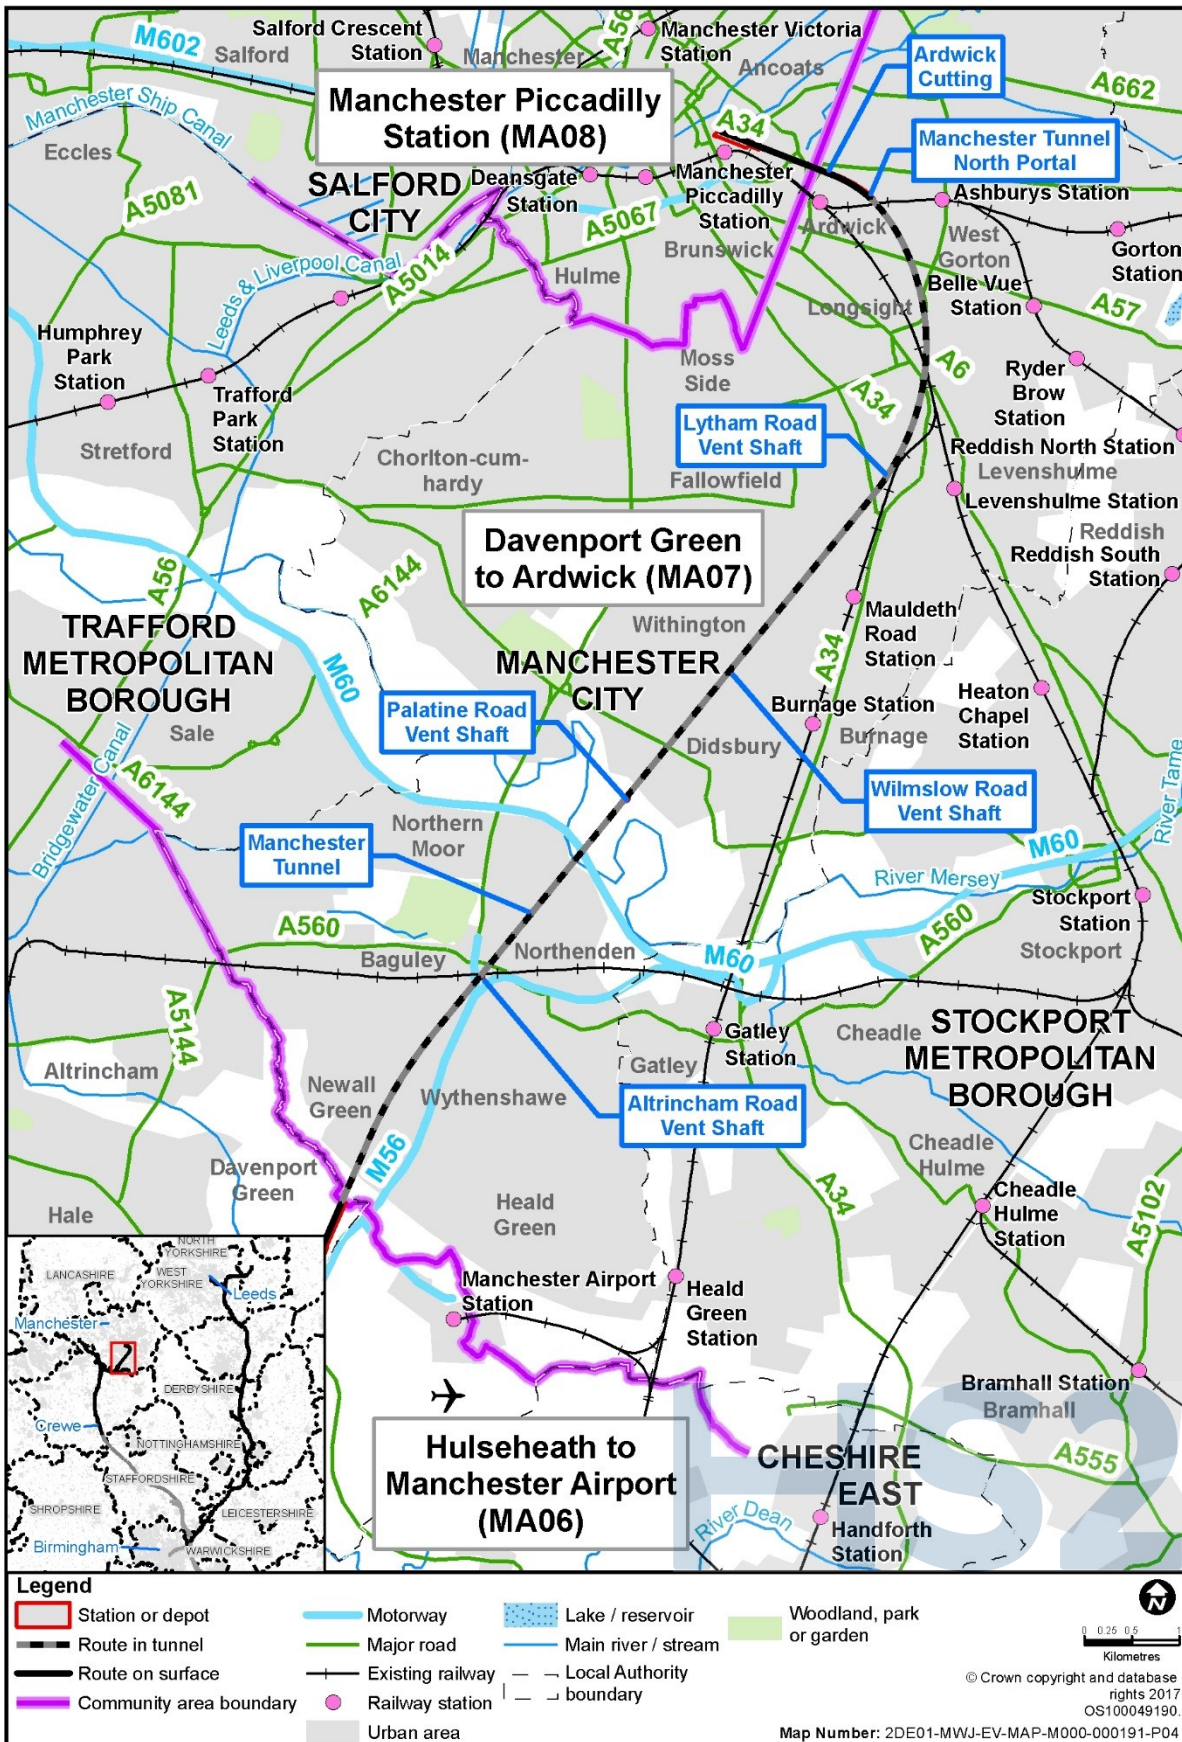 M602
Salford
Salford Crescent
Station
Manchester
A56
Manchester Victoria
Station
Ancoats
Ardwick
Cutting
A662
Manchester Ship Canal
Manchester Piccadilly
Station (MA08)
A34
Manchester Tunnel
North Portal
Eccles
A5081
SALFORD
CITY
Deansgate
Station
Manchester
Piccadilly
Station
Ardwick
Ashburys Station
A5067
Brunswick
West
Gorton
Gorton
Station
Leeds & Liverpool Canal
A5014
Hulme
Longsight
Belle Vue
Station
A57
Humphrey
Park
Station
Trafford
Park
Station
Moss
Side
A34
A6
Ryder
Brow
Station
Stretford
Chorlton-cum-
hardy
Lytham Road
Vent Shaft
Fallowfield
Reddish North Station
Levenshulme
Levenshulme Station
Reddish
Reddish South
Station
Davenport Green
to Ardwick (MA07)
A56
A6144
Withington
Mauldeth
Road
Station
TRAFFORD
METROPOLITAN
BOROUGH
M60
MANCHESTER
CITY
A34
Heaton
Chapel
Station
Sale
Palatine Road
Vent Shaft
Burnage Station
Burnage
Didsbury
Bridgewater Canal
A6144
Wilmslow Road
Vent Shaft
River Tame
Northern
Moor
Manchester
Tunnel
M60
River Mersey
Stockport
Station
A560
A560
Baguley
Northenden
M60
Stockport
A5144
Gatley
Station
Cheadle
STOCKPORT
METROPOLITAN
BOROUGH
Altrincham
Newall
Green
Wythenshawe
Gatley
Altrincham Road
Vent Shaft
M56
Cheadle
Hulme
Davenport
Green
Heald
Green
A34
Cheadle
Hulme
Station
A5102
Hale
Manchester Airport
Station
Heald
Green
Station
NORTH
YORKSHIRE
LANCASHIRE
WEST
YORKSHIRE
Leeds
Manchester
DERBYSHIRE
Crewe
NOTTINGHAMSHIRE
STAFFORDSHIRE
SHROPSHIRE
LEICESTERSHIRE
Birmingham
WARWICKSHIRE
Bramhall Station
Bramhall
Hulseheath to
Manchester Airport
(MA06)
CHESHIRE
EAST
A555
HS2
River Dean
Handforth
Station
Legend
Station or depot
Route in tunnel
Route on surface
Community area boundary
Motorway
Major road
Existing railway
Railway station
Urban area
Lake / reservoir
Main river / stream
Local Authority
boundary
Woodland, park
or garden
N
0 0.25 0.5 1
Kilometres
© Crown copyright and database
rights 2017
OS100049190.
Map Number: 2DE01-MWJ-EV-MAP-M000-000191-P04